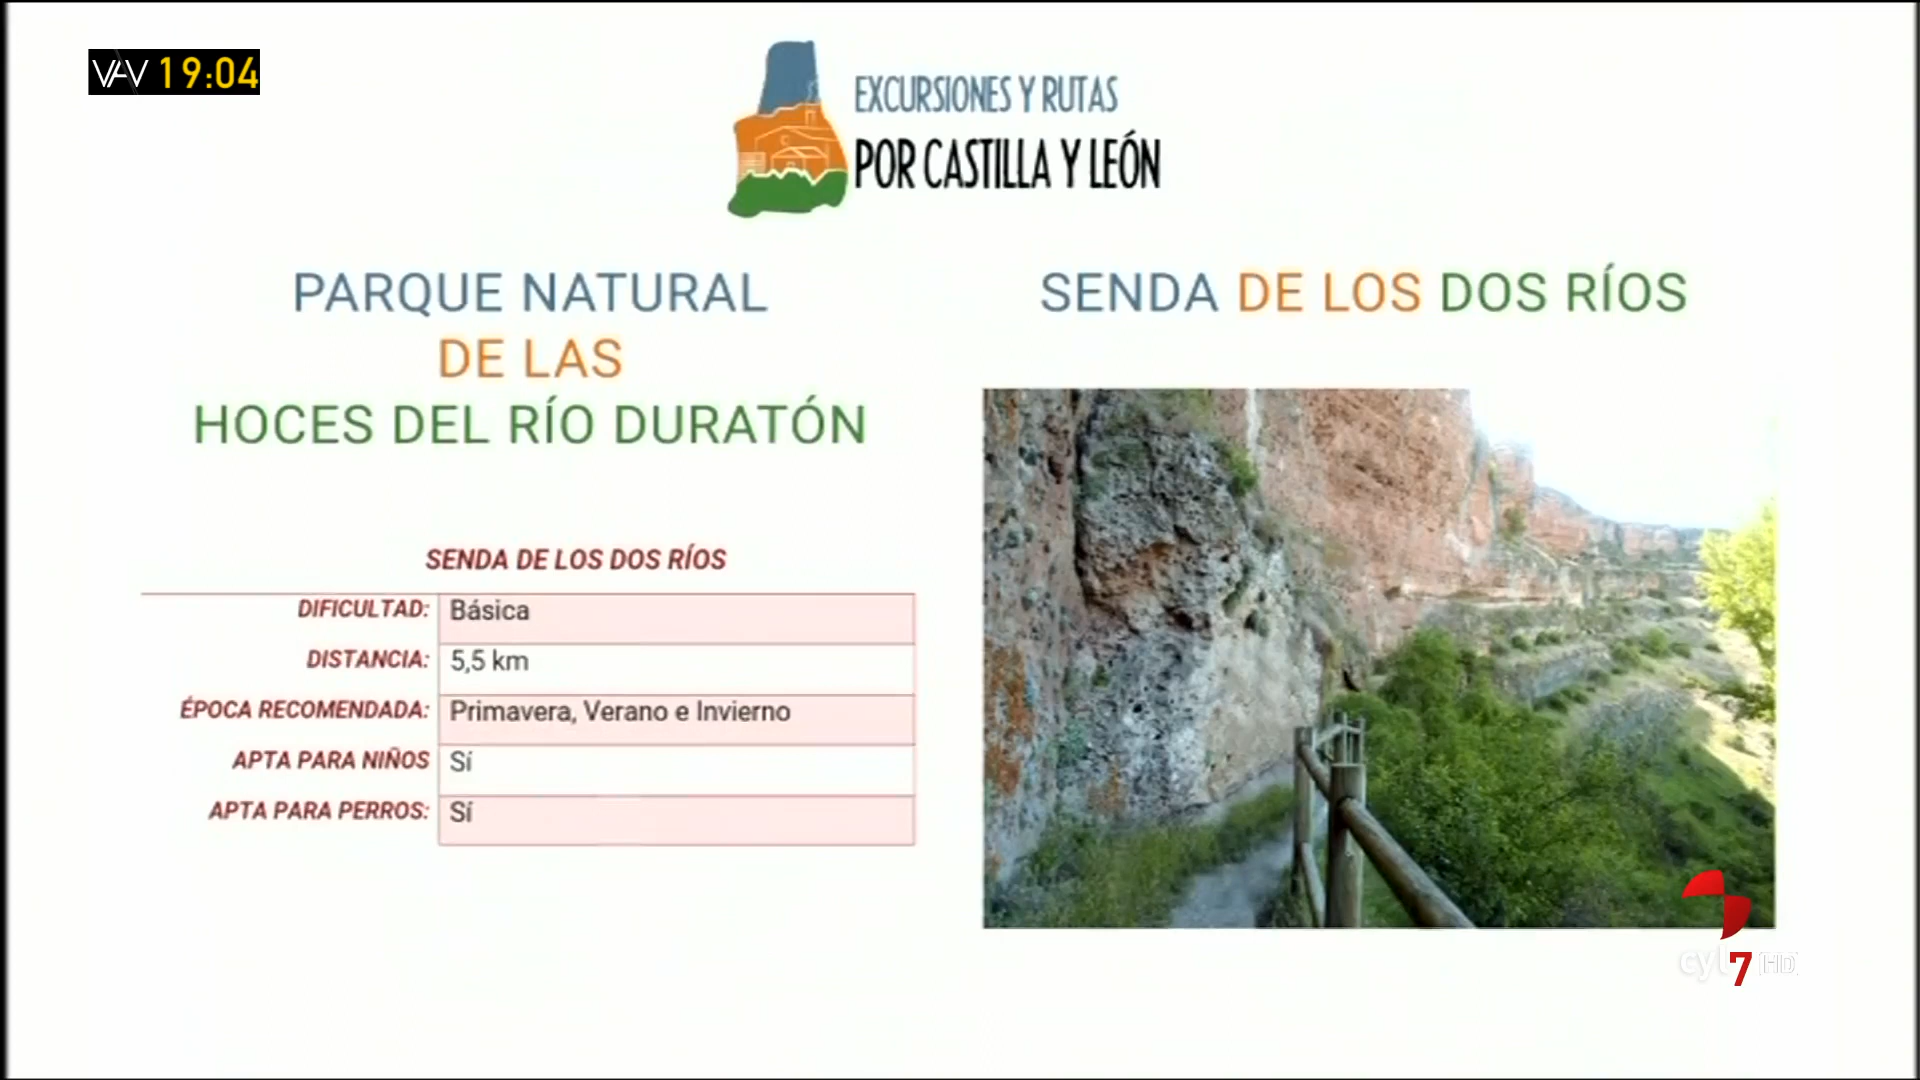 VAV 19:04
EXCURSIONES Y RUTAS
POR CASTILLA Y LEÓN
PARQUE NATURAL
DE LAS
HOCES DEL RÍO DURATÓN
SENDA DE LOS DOS RÍOS
SENDA DE LOS DOS RÍOS
DIFICULTAD: Básica
DISTANCIA: 5,5 km
ÉPOCA RECOMENDADA: Primavera, Verano e Invierno
APTA PARA NIÑOS Sí
APTA PARA PERROS: Sí
cyl7 [HD]